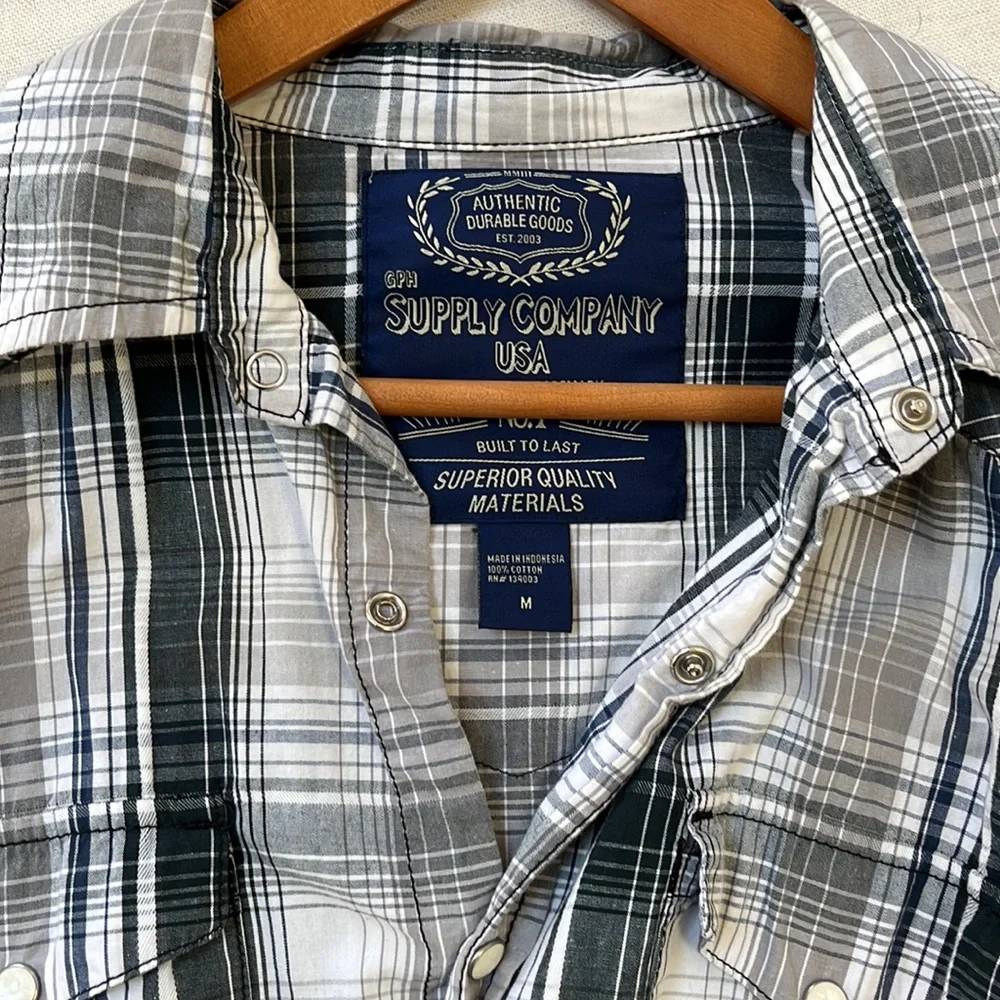 MMIII
AUTHENTIC
DURABLE GOODS
EST. 2003
GPH
SUPPLY COMPANY
USA
NO.1
BUILT TO LAST
SUPERIOR QUALITY
MATERIALS
MADE IN INDONESIA
100% COTTON
RN# 134003
M